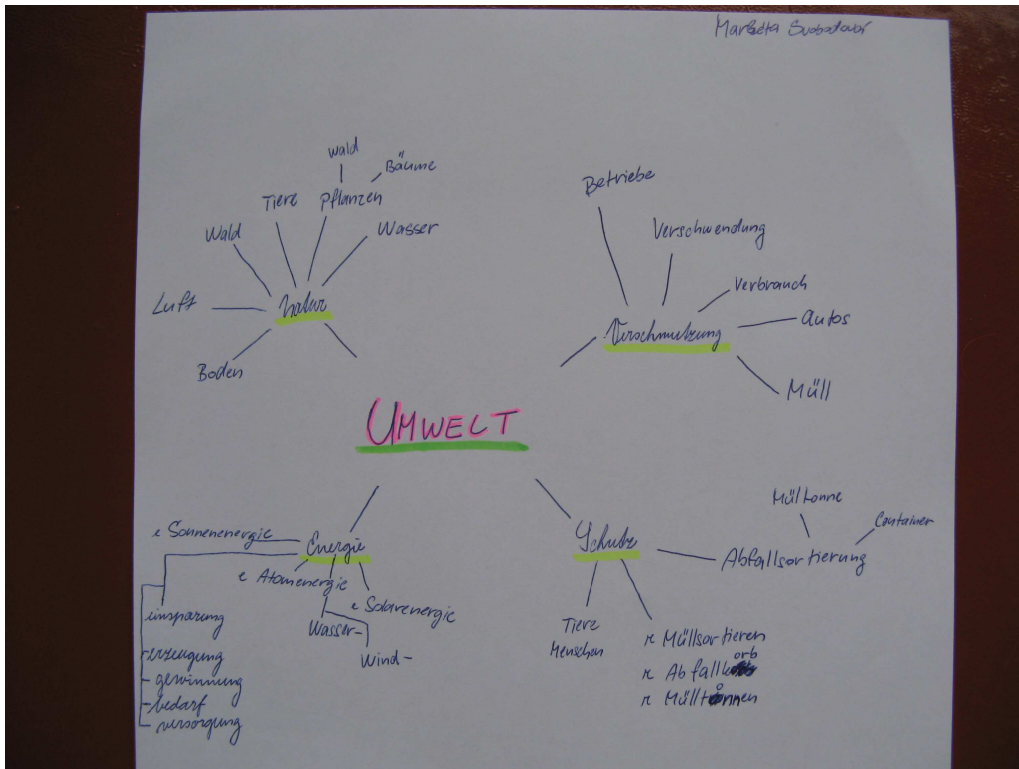 Markéta Svobodová
wald
Bäume
Tiere
Pflanzen
Wald
Wasser
Luft
Natur
Boden
Betriebe
Verschwendung
Verbrauch
Autos
Verschmutzung
Müll
UMWELT
e Sonnenenergie
Energie
e Atomenergie
e Solarenergie
Wasser-
Wind-
einsparung
erzeugung
- gewinnung
- bedarf
- versorgung
Schutz
Mülltonne
Container
Abfallsortierung
Tiere
Menschen
r Müllsortieren
r Abfallkorb
r Mülltonnen